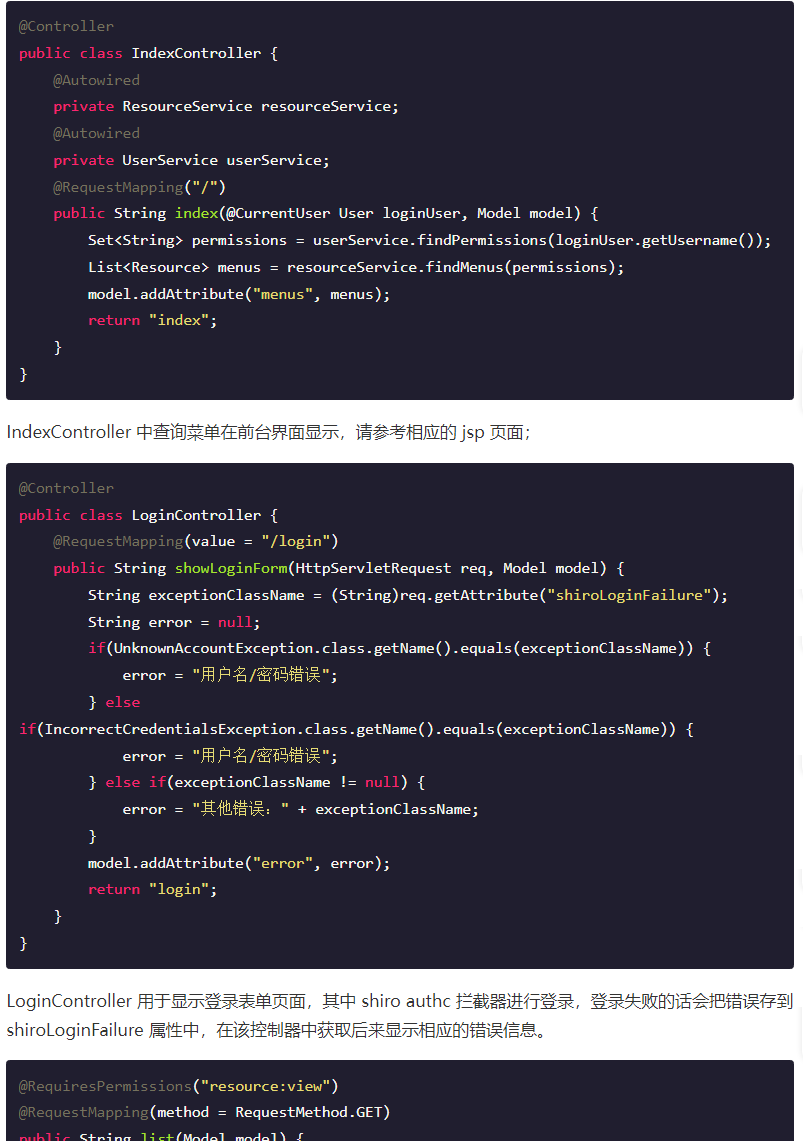 @Controller
public class IndexController {
    @Autowired
    private ResourceService resourceService;
    @Autowired
    private UserService userService;
    @RequestMapping("/")
    public String index(@CurrentUser User loginUser, Model model) {
        Set<String> permissions = userService.findPermissions(loginUser.getUsername());
        List<Resource> menus = resourceService.findMenus(permissions);
        model.addAttribute("menus", menus);
        return "index";
    }
}
IndexController 中查询菜单在前台界面显示，请参考相应的 jsp 页面；
@Controller
public class LoginController {
    @RequestMapping(value = "/login")
    public String showLoginForm(HttpServletRequest req, Model model) {
        String exceptionClassName = (String)req.getAttribute("shiroLoginFailure");
        String error = null;
        if(UnknownAccountException.class.getName().equals(exceptionClassName)) {
            error = "用户名/密码错误";
        } else
if(IncorrectCredentialsException.class.getName().equals(exceptionClassName)) {
            error = "用户名/密码错误";
        } else if(exceptionClassName != null) {
            error = "其他错误：" + exceptionClassName;
        }
        model.addAttribute("error", error);
        return "login";
    }
}
LoginController 用于显示登录表单页面，其中 shiro authc 拦截器进行登录，登录失败的话会把错误存到
shiroLoginFailure 属性中，在该控制器中获取后来显示相应的错误信息。
@RequiresPermissions("resource:view")
@RequestMapping(method = RequestMethod.GET)
public String list(Model model) {